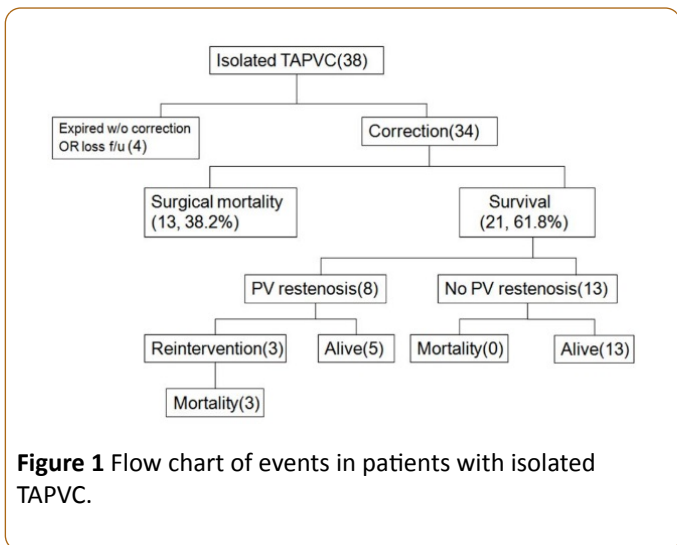 Isolated TAPVC(38)
Expired w/o correction
OR loss f/u (4)
Correction(34)
Surgical mortality
(13, 38.2%)
Survival
(21, 61.8%)
PV restenosis(8)
No PV restenosis(13)
Reintervention(3)
Alive(5)
Mortality(0)
Alive(13)
Mortality(3)
Figure 1 Flow chart of events in patients with isolated
TAPVC.